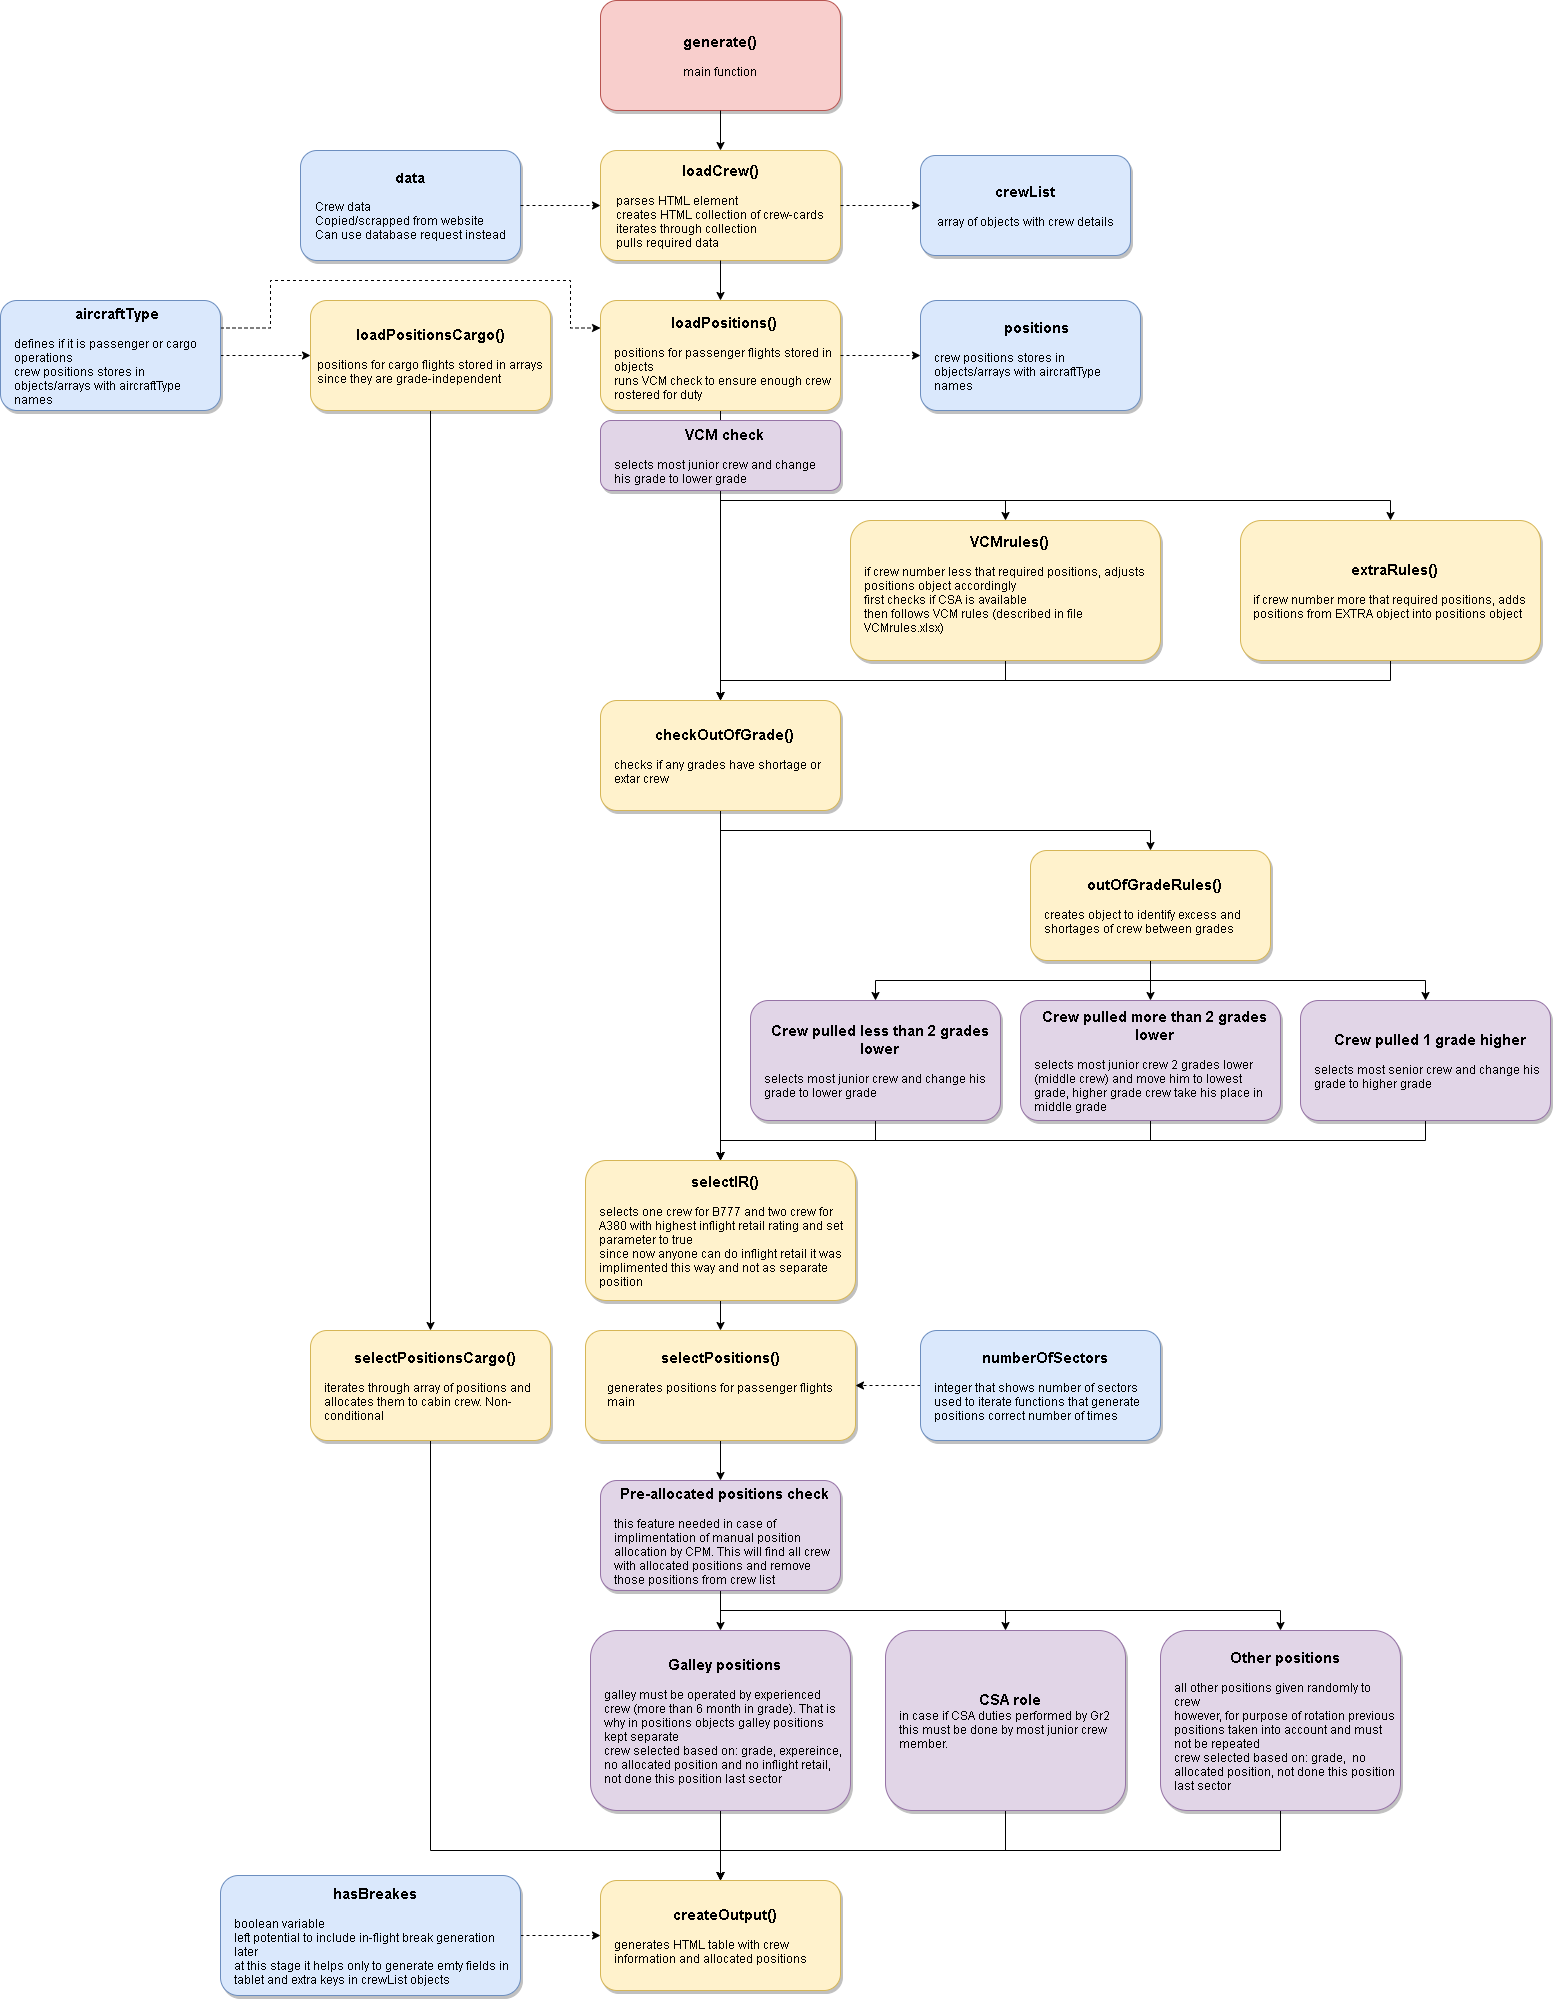 generate()
main function
data
Crew data
Copied/scrapped from website
Can use database request instead
loadCrew()
parses HTML element
creates HTML collection of crew-cards
iterates through collection
pulls required data
crewList
array of objects with crew details
aircraftType
defines if it is passenger or cargo
operations
crew positions stores in
objects/arrays with aircraftType
names
loadPositionsCargo()
positions for cargo flights stored in arrays
since they are grade-independent
loadPositions()
positions for passenger flights stored in
objects
runs VCM check to ensure enough crew
rostered for duty
positions
crew positions stores in
objects/arrays with aircraftType
names
VCM check
selects most junior crew and change
his grade to lower grade
VCMrules()
if crew number less that required positions, adjusts
positions object accordingly
first checks if CSA is available
then follows VCM rules (described in file
VCMrules.xlsx)
extraRules()
if crew number more that required positions, adds
positions from EXTRA object into positions object
checkOutOfGrade()
checks if any grades have shortage or
extar crew
outOfGradeRules()
creates object to identify excess and
shortages of crew between grades
Crew pulled less than 2 grades
lower
selects most junior crew and change his
grade to lower grade
Crew pulled more than 2 grades
lower
selects most junior crew 2 grades lower
(middle crew) and move him to lowest
grade, higher grade crew take his place in
middle grade
Crew pulled 1 grade higher
selects most senior crew and change his
grade to higher grade
selectIR()
selects one crew for B777 and two crew for
A380 with highest inflight retail rating and set
parameter to true
since now anyone can do inflight retail it was
implimented this way and not as separate
position
selectPositionsCargo()
iterates through array of positions and
allocates them to cabin crew. Non-
conditional
selectPositions()
generates positions for passenger flights
main
numberOfSectors
integer that shows number of sectors
used to iterate functions that generate
positions correct number of times
Pre-allocated positions check
this feature needed in case of
implimentation of manual position
allocation by CPM. This will find all crew
with allocated positions and remove
those positions from crew list
Galley positions
galley must be operated by experienced
crew (more than 6 month in grade). That is
why in positions objects galley positions
kept separate
crew selected based on: grade, expereince,
no allocated position and no inflight retail,
not done this position last sector
CSA role
in case if CSA duties performed by Gr2
this must be done by most junior crew
member.
Other positions
all other positions given randomly to
crew
however, for purpose of rotation previous
positions taken into account and must
not be repeated
crew selected based on: grade,  no
allocated position, not done this position
last sector
hasBreakes
boolean variable
left potential to include in-flight break generation
later
at this stage it helps only to generate emty fields in
tablet and extra keys in crewList objects
createOutput()
generates HTML table with crew
information and allocated positions